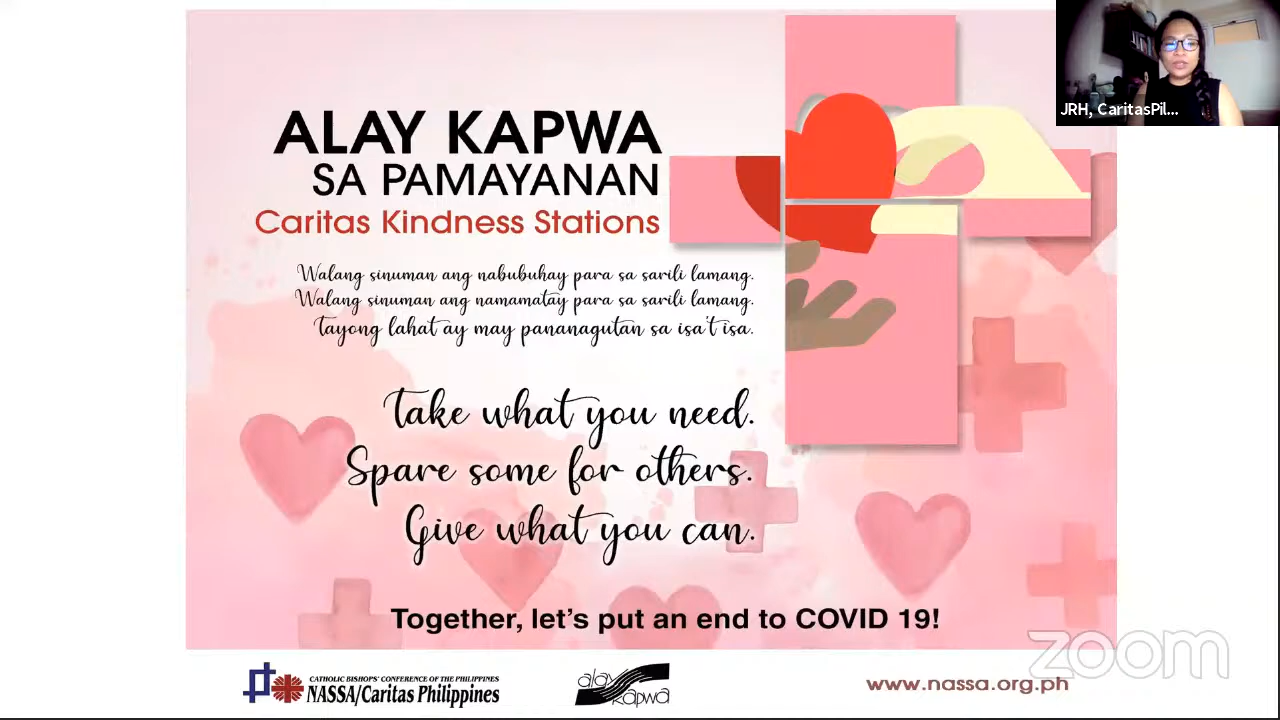 JRH, CaritasPil...
ALAY KAPWA
SA PAMAYANAN
Caritas Kindness Stations
Walang sinuman ang nabubuhay para sa sarili lamang.
Walang sinuman ang namamatay para sa sarili lamang.
Tayong lahat ay may pananagutan sa isa't isa.
Take what you need.
Spare some for others.
Give what you can.
Together, let's put an end to COVID 19!
zoom
CATHOLIC BISHOPS' CONFERENCE OF THE PHILIPPINES
NASSA/Caritas Philippines
alay kapwa
www.nassa.org.ph